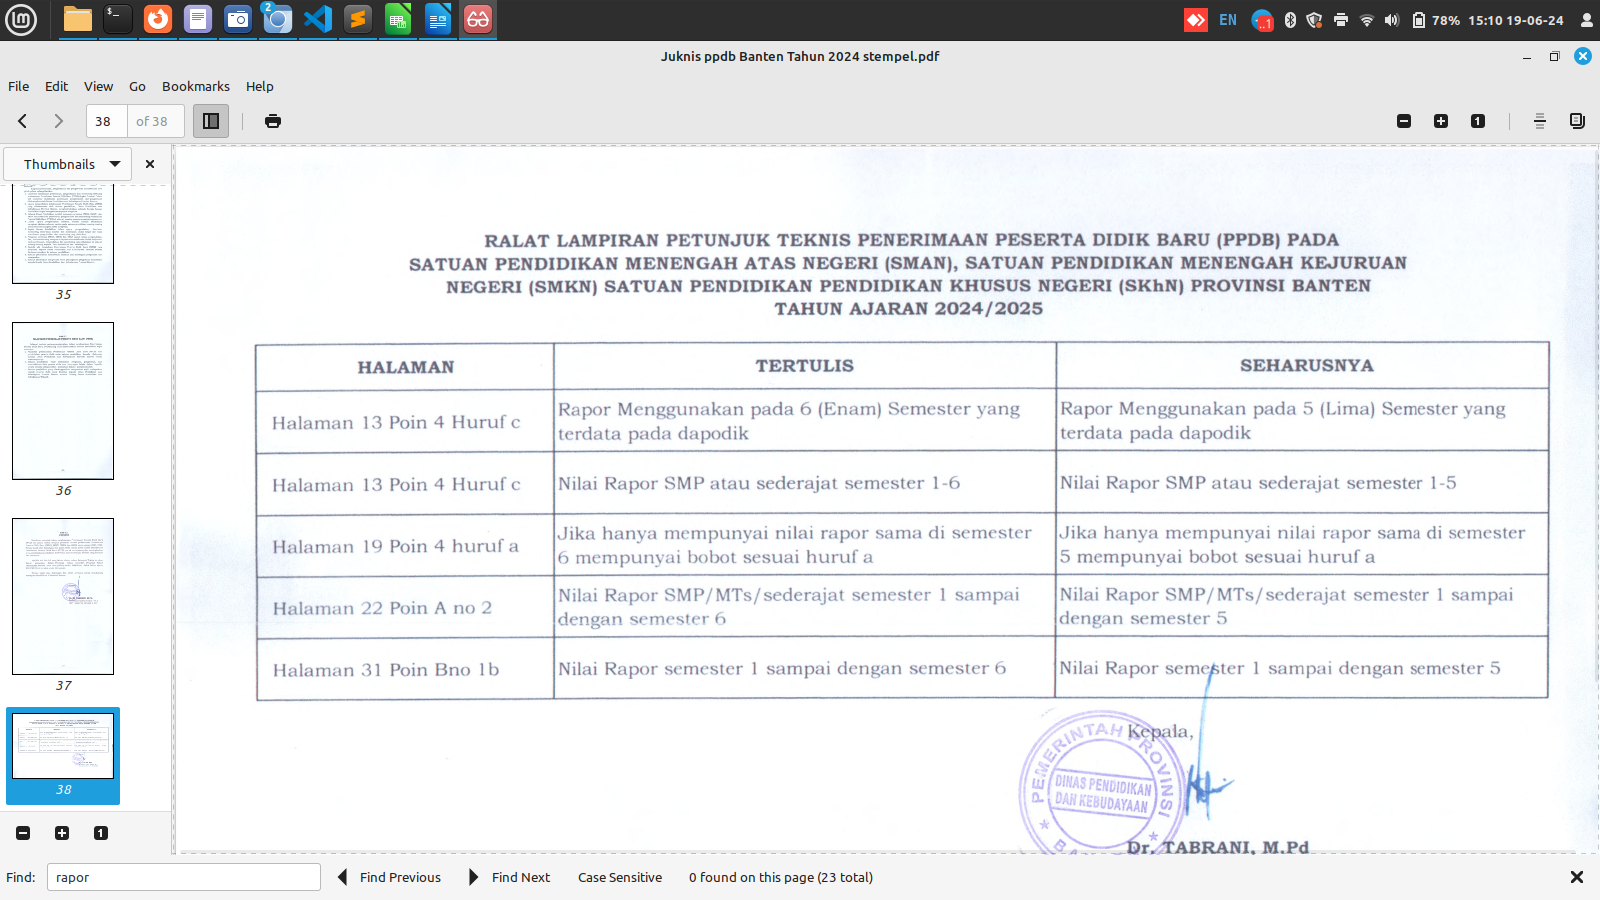 2
EN
1
78%
15:10 19-06-24
Juknis ppdb Banten Tahun 2024 stempel.pdf
File Edit View Go Bookmarks Help
38 of 38
1
Thumbnails
35
36
37
38
1
RALAT LAMPIRAN PETUNJUK TEKNIS PENERIMAAN PESERTA DIDIK BARU (PPDB) PADA
SATUAN PENDIDIKAN MENENGAH ATAS NEGERI (SMAN), SATUAN PENDIDIKAN MENENGAH KEJURUAN
NEGERI (SMKN) SATUAN PENDIDIKAN PENDIDIKAN KHUSUS NEGERI (SKhN) PROVINSI BANTEN
TAHUN AJARAN 2024/2025
HALAMAN TERTULIS SEHARUSNYA
Halaman 13 Poin 4 Huruf c
Rapor Menggunakan pada 6 (Enam) Semester yang
terdata pada dapodik
Rapor Menggunakan pada 5 (Lima) Semester yang
terdata pada dapodik
Halaman 13 Poin 4 Huruf c
Nilai Rapor SMP atau sederajat semester 1-6
Nilai Rapor SMP atau sederajat semester 1-5
Halaman 19 Poin 4 huruf a
Jika hanya mempunyai nilai rapor sama di semester
6 mempunyai bobot sesuai huruf a
Jika hanya mempunyai nilai rapor sama di semester
5 mempunyai bobot sesuai huruf a
Halaman 22 Poin A no 2
Nilai Rapor SMP/MTs/sederajat semester 1 sampai
dengan semester 6
Nilai Rapor SMP/MTs/sederajat semester 1 sampai
dengan semester 5
Halaman 31 Poin Bno 1b
Nilai Rapor semester 1 sampai dengan semester 6
Nilai Rapor semester 1 sampai dengan semester 5
Kepala,
PEMERINTAH PROVINSI
DINAS PENDIDIKAN
DAN KEBUDAYAAN
Dr. TABRANI, M.Pd
Find: rapor Find Previous Find Next Case Sensitive 0 found on this page (23 total)